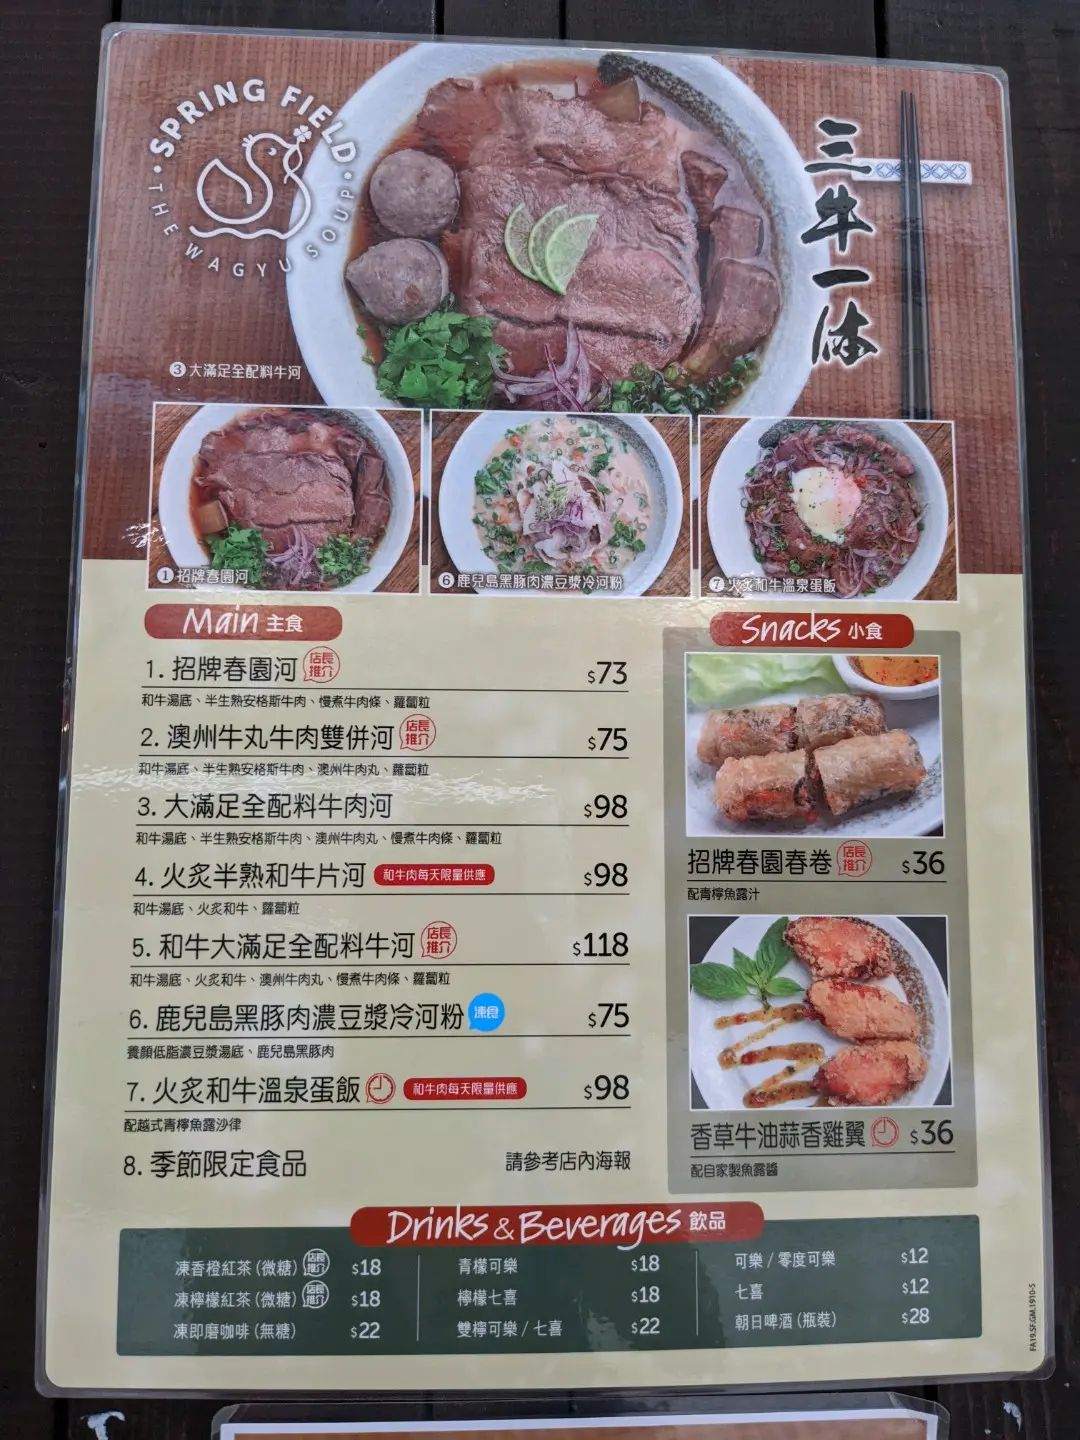 SPRING FIELD
THE WAGYU SOUP
三牛一体
3 大滿足全配料牛河
1 招牌春園河
6 鹿兒島黑豚肉濃豆漿冷河粉
7 火炙和牛溫泉蛋飯
Main 主食
1. 招牌春園河 店長推介 $73
和牛湯底、半生熟安格斯牛肉、慢煮牛肉條、蘿蔔粒
2. 澳州牛丸牛肉雙併河 店長推介 $75
和牛湯底、半生熟安格斯牛肉、澳州牛肉丸、蘿蔔粒
3. 大滿足全配料牛肉河 $98
和牛湯底、半生熟安格斯牛肉、澳州牛肉丸、慢煮牛肉條、蘿蔔粒
4. 火炙半熟和牛片河 和牛肉每天限量供應 $98
和牛湯底、火炙和牛、蘿蔔粒
5. 和牛大滿足全配料牛河 店長推介 $118
和牛湯底、火炙和牛、澳州牛肉丸、慢煮牛肉條、蘿蔔粒
6. 鹿兒島黑豚肉濃豆漿冷河粉 凍食 $75
養顏低脂濃豆漿湯底、鹿兒島黑豚肉
7. 火炙和牛溫泉蛋飯 和牛肉每天限量供應 $98
配越式青檸魚露沙律
8. 季節限定食品 請參考店內海報
Snacks 小食
招牌春園春卷 店長推介 $36
配青檸魚露汁
香草牛油蒜香雞翼 $36
配自家製魚露醬
Drinks & Beverages 飲品
凍香橙紅茶 (微糖) 店長推介 $18
凍檸檬紅茶 (微糖) 店長推介 $18
凍即磨咖啡 (無糖) $22
青檬可樂 $18
檸檬七喜 $18
雙檸可樂 / 七喜 $22
可樂 / 零度可樂 $12
七喜 $12
朝日啤酒 (瓶裝) $28
FA19.SF.GM.1910-5